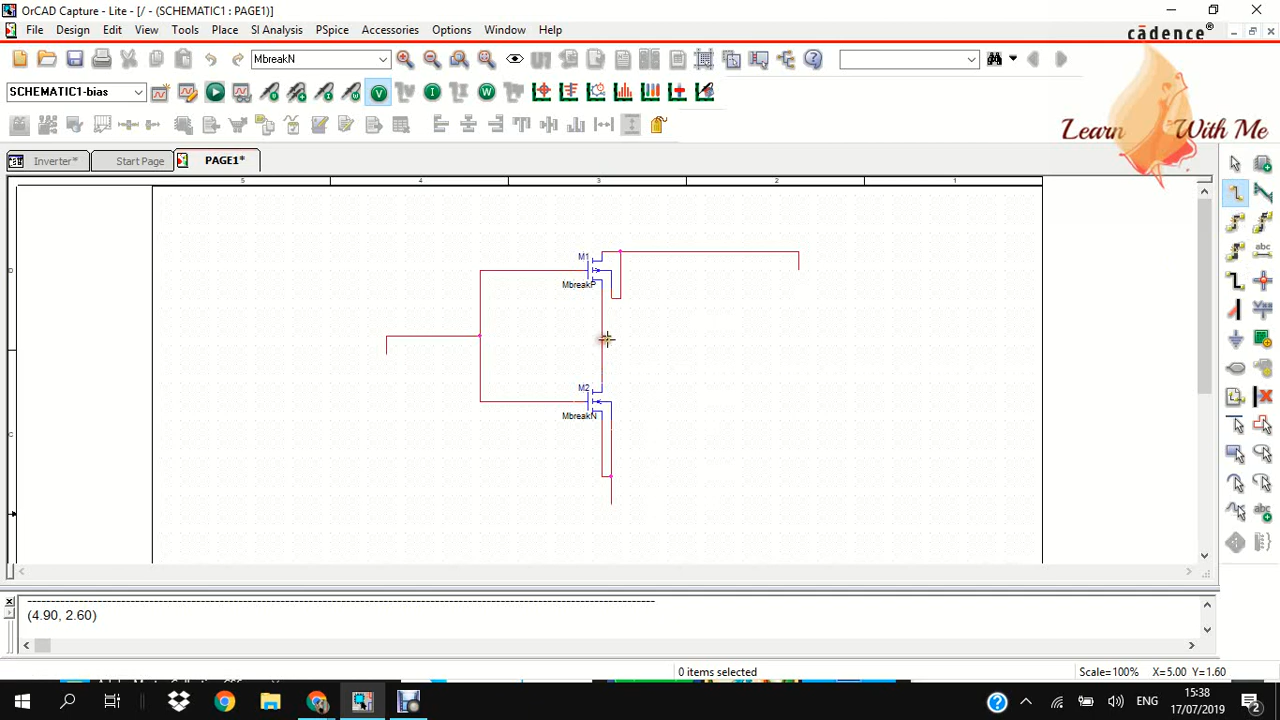 OrCAD Capture - Lite - [/ - (SCHEMATIC1 : PAGE1)]
File Design Edit View Tools Place SI Analysis PSpice Accessories Options Window Help
cādence®
MbreakN
SCHEMATIC1-bias
V I W
Learn With Me
Inverter* Start Page PAGE1*
5 4 3 2 1
D
C
M1
MbreakP
M2
MbreakN
abc
abc
(4.90, 2.60)
0 items selected Scale=100% X=5.00 Y=1.60
ENG 15:38
17/07/2019
2